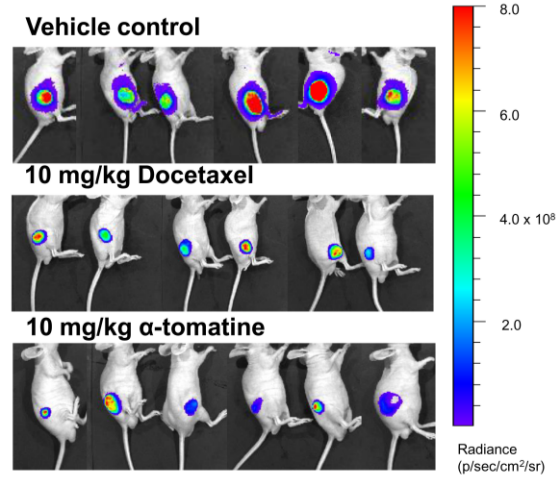 Vehicle control
10 mg/kg Docetaxel
10 mg/kg α-tomatine
8.0
6.0
4.0 x 10⁸
2.0
Radiance
(p/sec/cm²/sr)